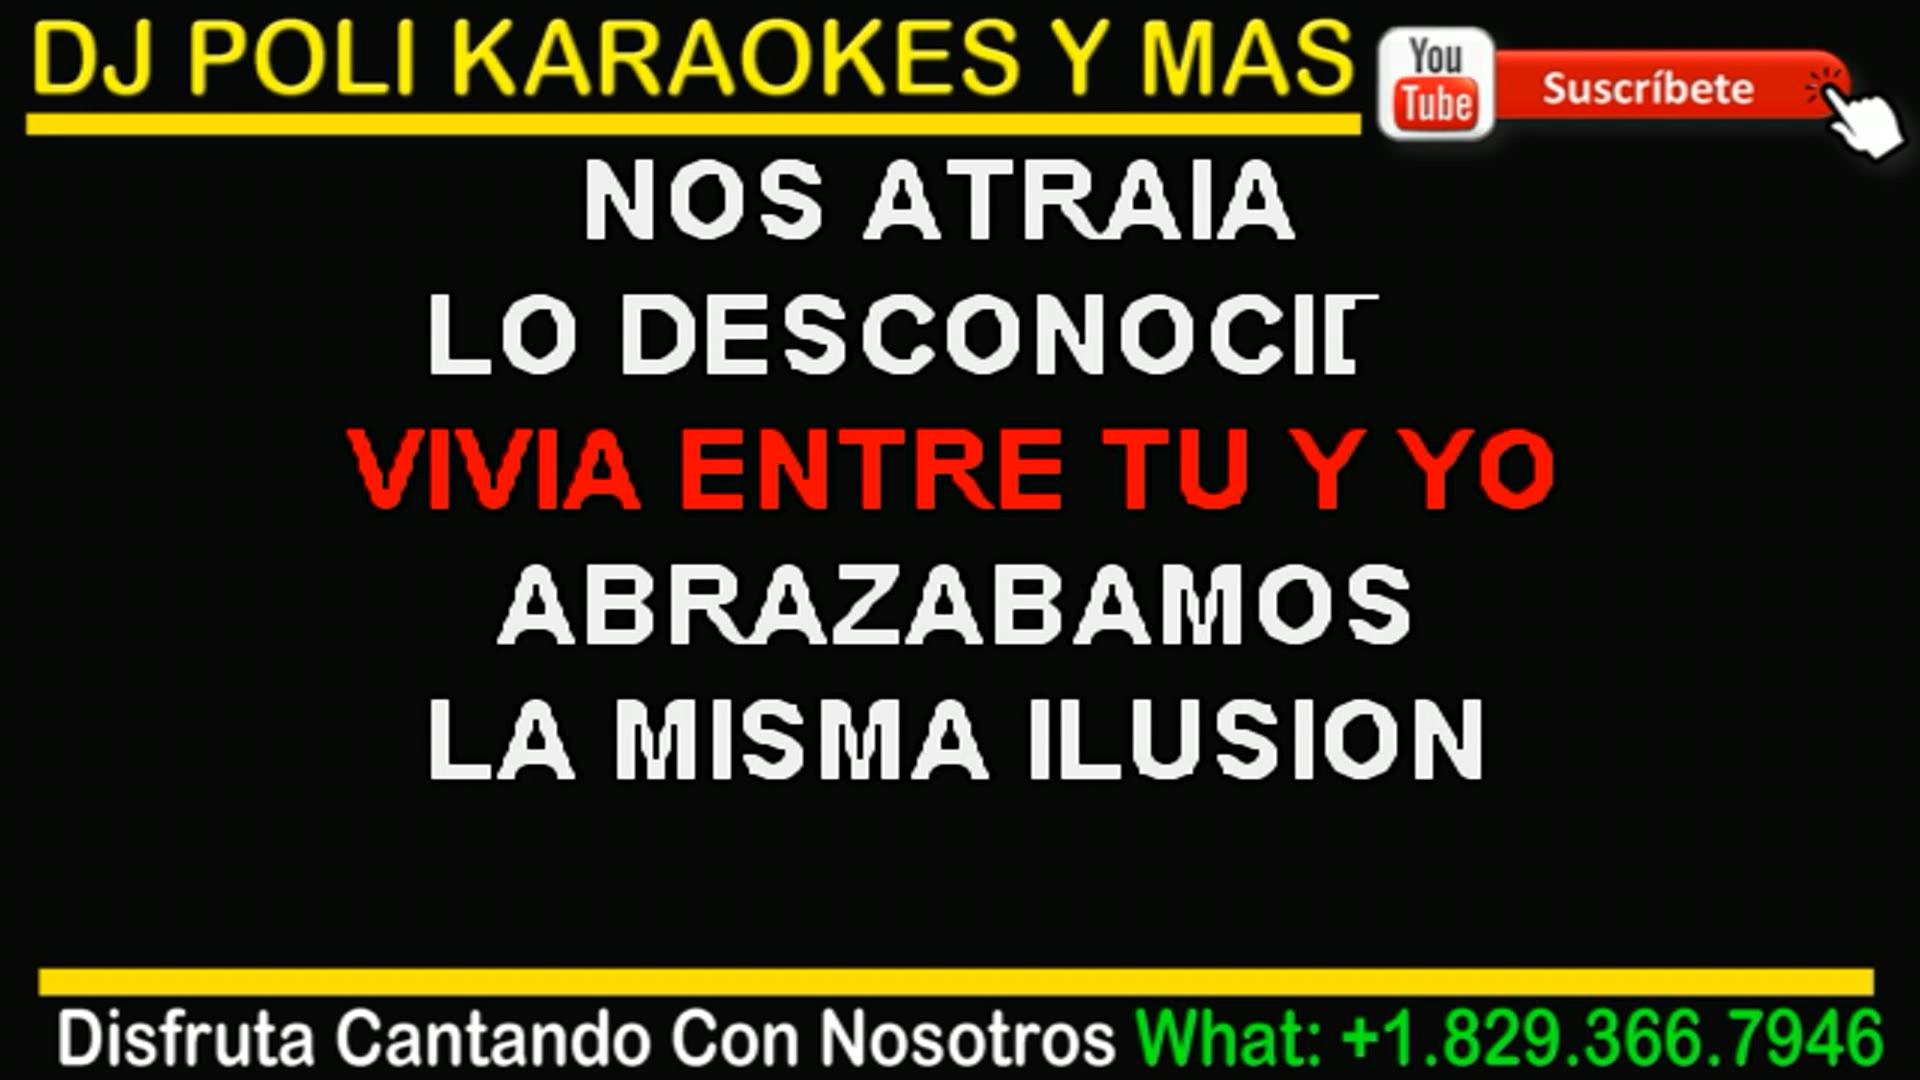 DJ POLI KARAOKES Y MAS
You
Tube
Suscríbete
NOS ATRAIA
LO
VIVIA ENTRE TU Y YO
ABRAZABAMOS
LA MISMA ILUSION
Disfruta Cantando Con Nosotros What: +1.829.366.7946